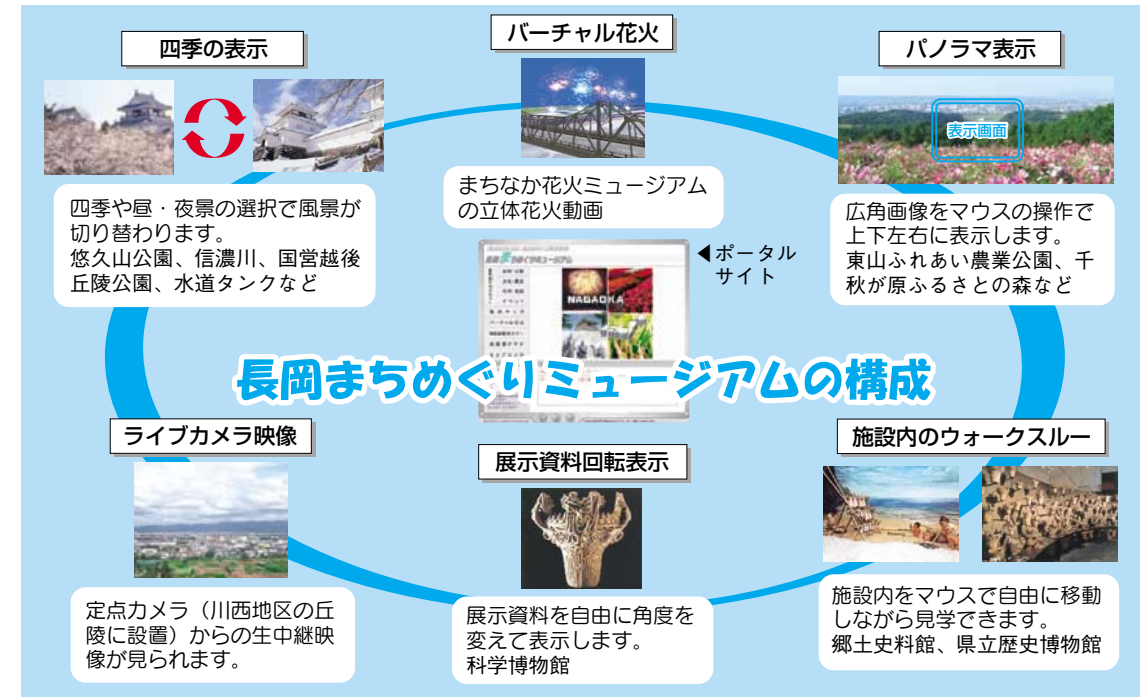 四季の表示
四季や昼・夜景の選択で風景が
切り替わります。
悠久山公園、信濃川、国営越後
丘陵公園、水道タンクなど
バーチャル花火
まちなか花火ミュージアム
の立体花火動画
パノラマ表示
表示画面
広角画像をマウスの操作で
上下左右に表示します。
東山ふれあい農業公園、千
秋が原ふるさとの森など
◀ポータル
サイト
NAGAOKA
長岡まちめぐりミュージアムの構成
ライブカメラ映像
定点カメラ（川西地区の丘
陵に設置）からの生中継映
像が見られます。
展示資料回転表示
展示資料を自由に角度を
変えて表示します。
科学博物館
施設内のウォークスルー
施設内をマウスで自由に移動
しながら見学できます。
郷土史料館、県立歴史博物館